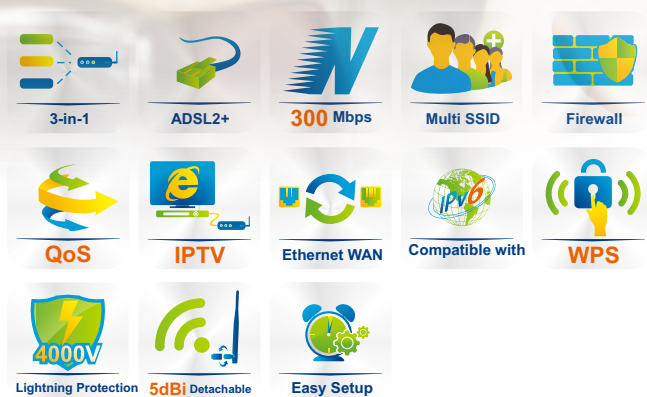 3-in-1
ADSL2+
N
300 Mbps
Multi SSID
Firewall
QoS
e
IPTV
Ethernet WAN
IPv6
Compatible with
WPS
4000V
Lightning Protection
5dBi Detachable
Easy Setup